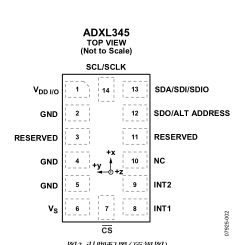 ADXL345
TOP VIEW
(Not to Scale)
SCL/SCLK
VDD I/O 1 14 13 SDA/SDI/SDIO
GND 2 12 SDO/ALT ADDRESS
RESERVED 3 11 RESERVED
+x
GND 4 +y +z 10 NC
GND 5 9 INT2
VS 6 7 8 INT1
CS
07925-002